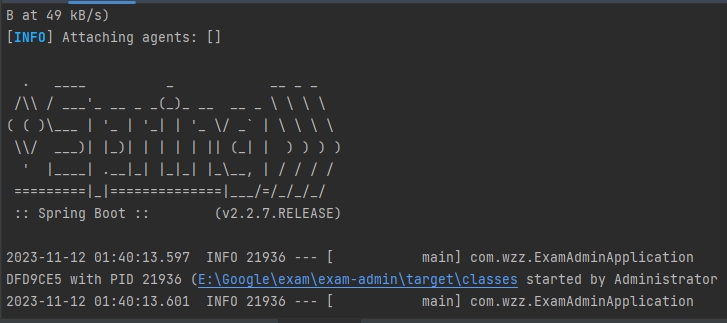 B at 49 kB/s)
[INFO] Attaching agents: []
  .   ____          _            __ _ _
 /\\ / ___'_ __ _ _(_)_ __  __ _ \ \ \ \
( ( )\___ | '_ | '_| | '_ \/ _` | \ \ \ \
 \\/  ___)| |_)| | | | | || (_| |  ) ) ) )
  '  |____| .__|_| |_|_| |_\__, | / / / /
 =========|_|==============|___/=/_/_/_/
 :: Spring Boot ::        (v2.2.7.RELEASE)
2023-11-12 01:40:13.597  INFO 21936 --- [           main] com.wzz.ExamAdminApplication
DFD9CE5 with PID 21936 (E:\Google\exam\exam-admin\target\classes started by Administrator
2023-11-12 01:40:13.601  INFO 21936 --- [           main] com.wzz.ExamAdminApplication